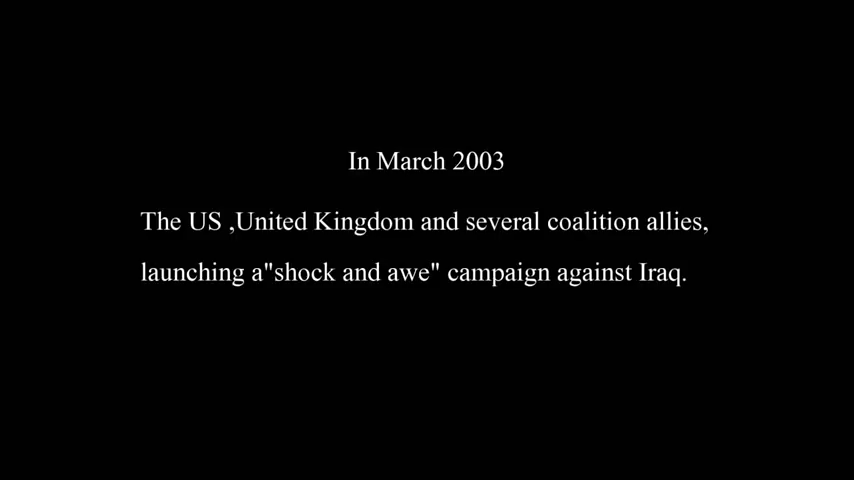 In March 2003
The US ,United Kingdom and several coalition allies,
launching a"shock and awe" campaign against Iraq.